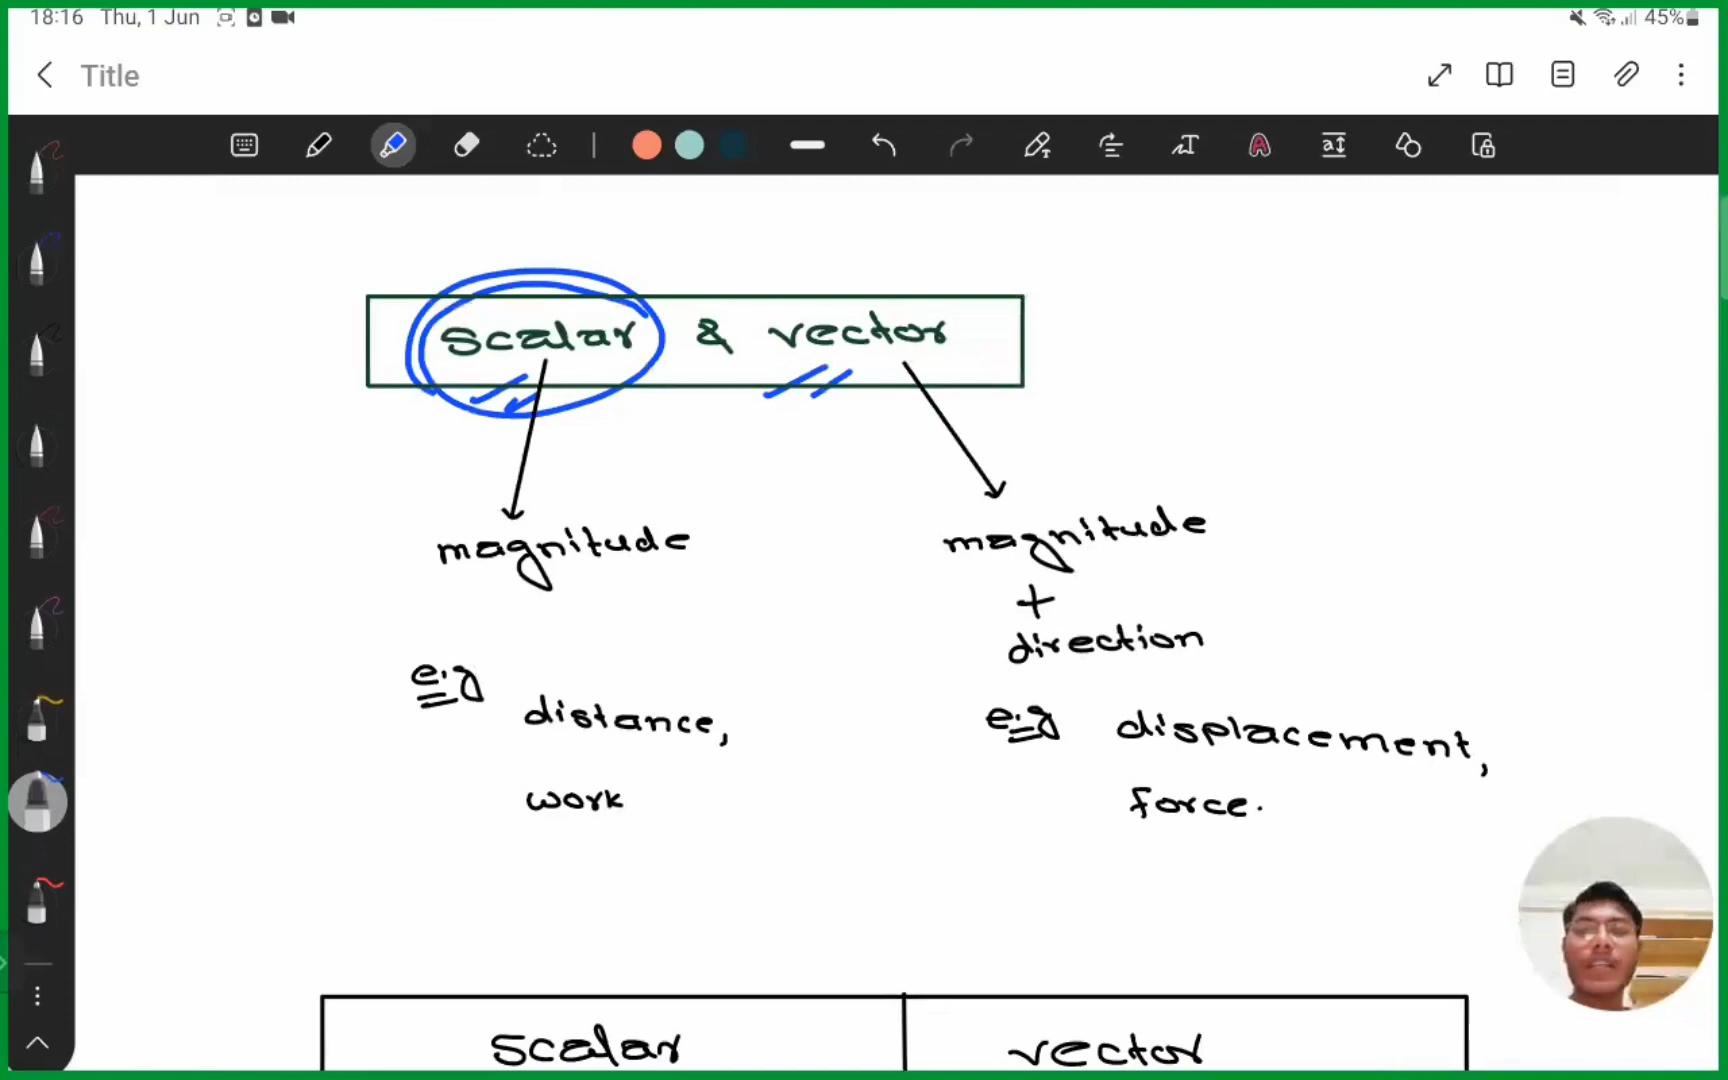 18:16 Thu, 1 Jun 45%
Title
scalar & vector
magnitude
magnitude
+
direction
e.g
distance,
work
e.g
displacement,
force.
scalar
vector